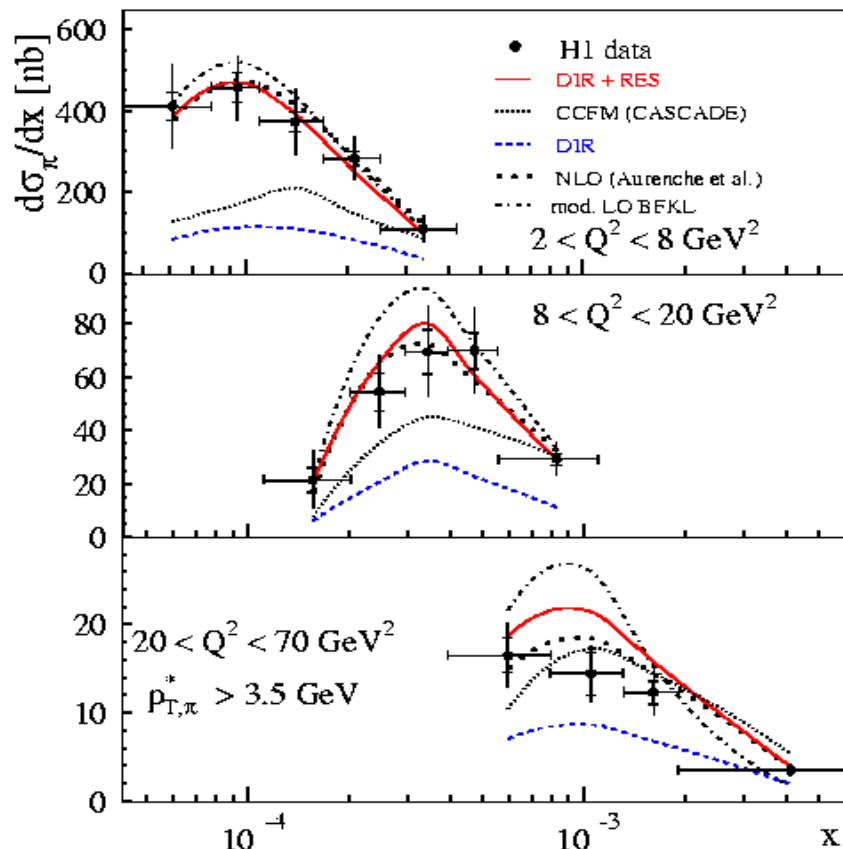 dσπ/dx [nb]
600
400
200
0
H1 data
DIR + RES
CCFM (CASCADE)
DIR
NLO (Aurenche et al.)
mod. LO BFKL
2 < Q² < 8 GeV²
80
60
40
20
0
8 < Q² < 20 GeV²
20
10
0
20 < Q² < 70 GeV²
p*T,π > 3.5 GeV
10⁻⁴
10⁻³
x